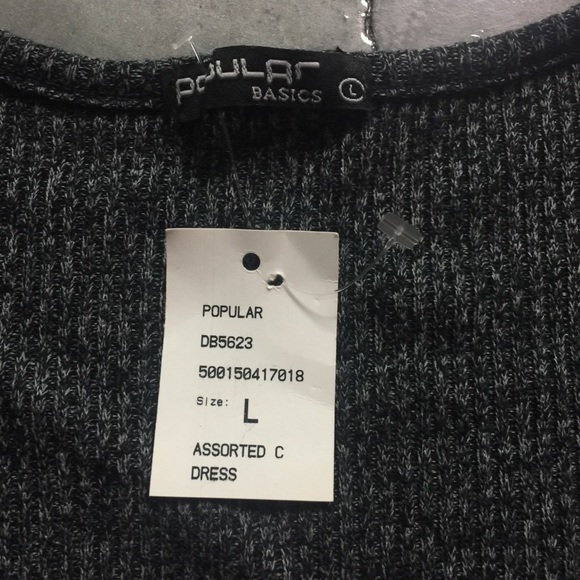 POPULAR
BASICS L
POPULAR
DB5623
500150417018
Size: L
ASSORTED C
DRESS